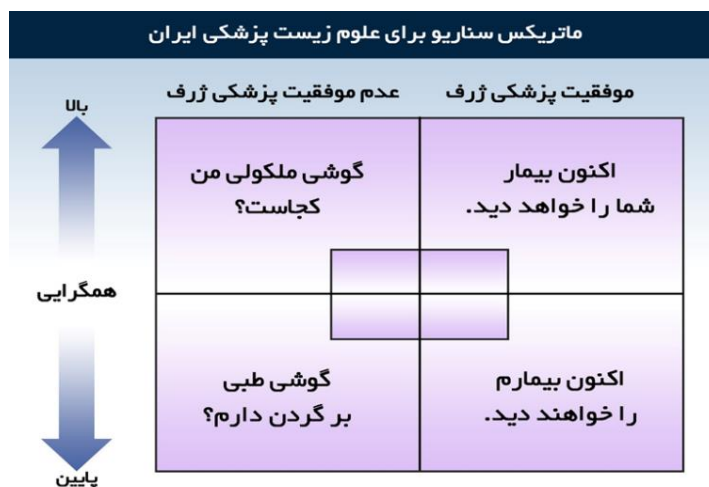 ماتریکس سناریو برای علوم زیست پزشکی ایران
موفقیت پزشکی ژرف
عدم موفقیت پزشکی ژرف
بالا
اکنون بیمار
شما را خواهد دید.
گوشی ملکولی من
کجاست؟
همگرایی
اکنون بیمارم
را خواهند دید.
گوشی طبی
بر گردن دارم؟
پایین